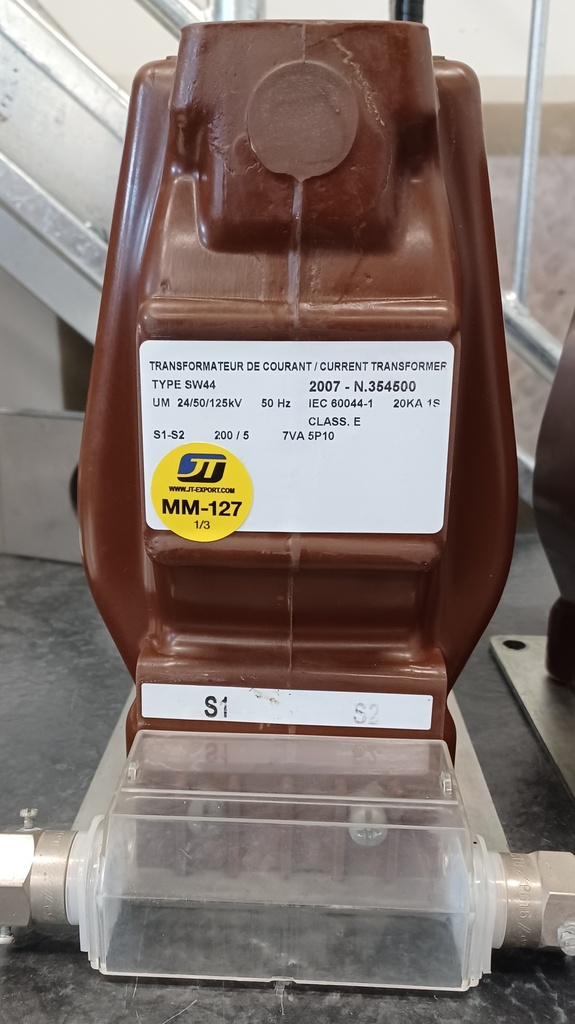 TRANSFORMATEUR DE COURANT / CURRENT TRANSFORMER
TYPE SW44 2007 - N.354500
UM 24/50/125kV 50 Hz IEC 60044-1 20KA 1S
CLASS. E
S1-S2 200 / 5 7VA 5P10
JT
WWW.JT-EXPORT.COM
MM-127
1/3
S1 S2